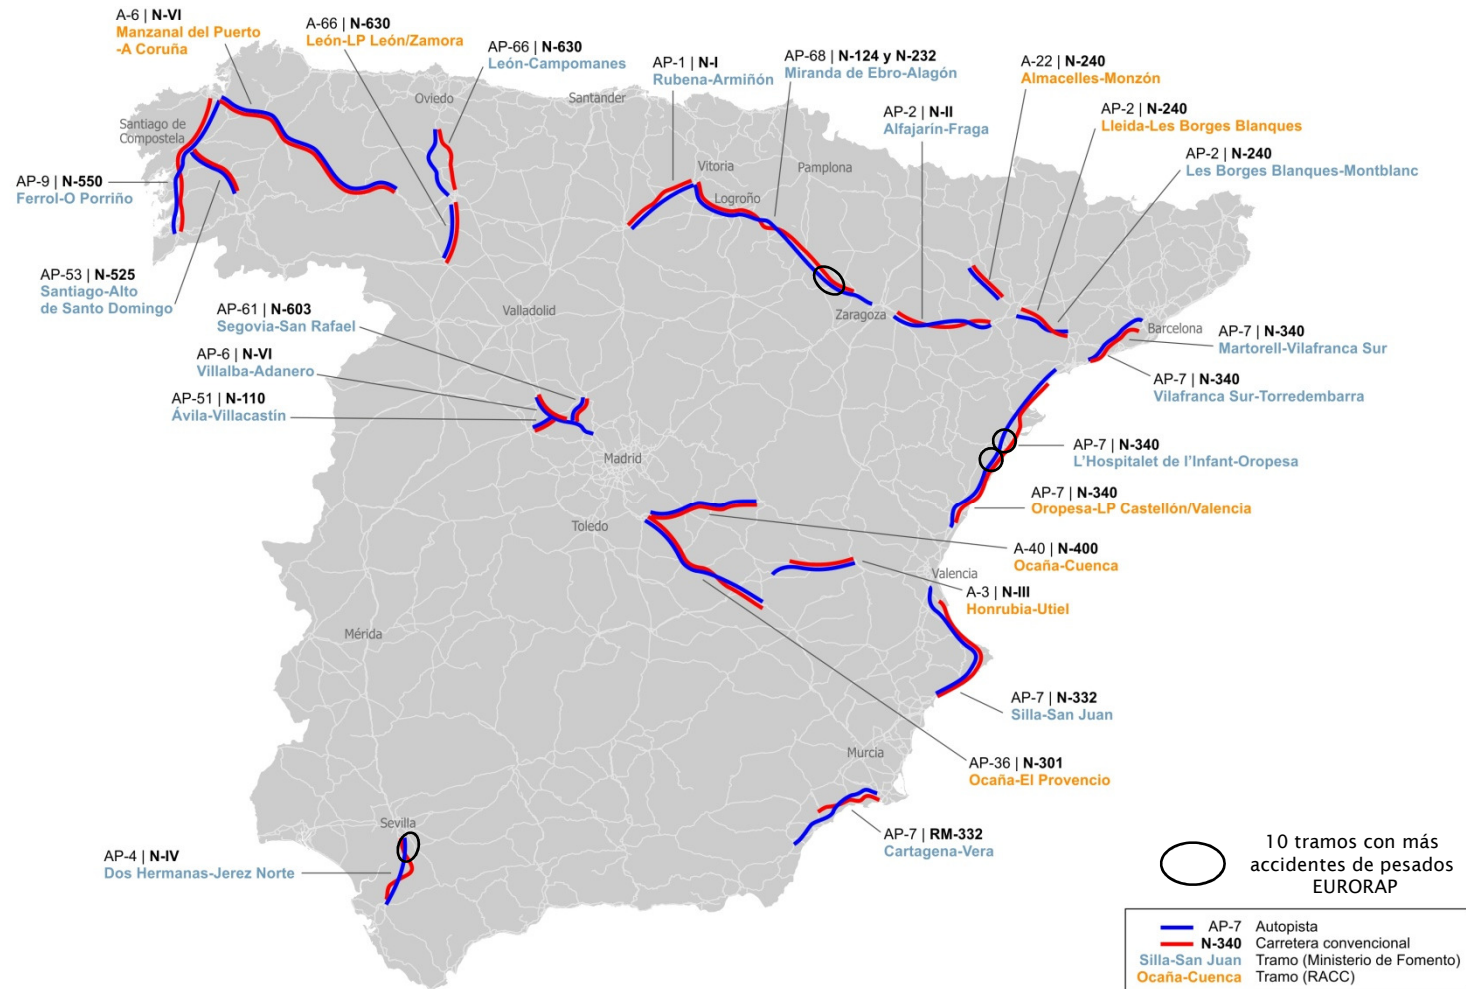 A-6 | N-VI
Manzanal del Puerto
-A Coruña
A-66 | N-630
León-LP León/Zamora
AP-66 | N-630
León-Campomanes
AP-1 | N-I
Rubena-Armiñón
AP-68 | N-124 y N-232
Miranda de Ebro-Alagón
A-22 | N-240
Almacelles-Monzón
AP-2 | N-II
Alfajarín-Fraga
AP-2 | N-240
Lleida-Les Borges Blanques
AP-2 | N-240
Les Borges Blanques-Montblanc
Oviedo
Santander
Santiago de
Compostela
Vitoria
Pamplona
Logroño
AP-9 | N-550
Ferrol-O Porriño
AP-53 | N-525
Santiago-Alto
de Santo Domingo
AP-61 | N-603
Segovia-San Rafael
Valladolid
Zaragoza
Barcelona
AP-7 | N-340
Martorell-Vilafranca Sur
AP-6 | N-VI
Villalba-Adanero
AP-7 | N-340
Vilafranca Sur-Torredembarra
AP-51 | N-110
Ávila-Villacastín
Madrid
AP-7 | N-340
L'Hospitalet de l'Infant-Oropesa
AP-7 | N-340
Oropesa-LP Castellón/Valencia
Toledo
A-40 | N-400
Ocaña-Cuenca
Valencia
A-3 | N-III
Honrubia-Utiel
Mérida
AP-7 | N-332
Silla-San Juan
Murcia
AP-36 | N-301
Ocaña-El Provencio
Sevilla
AP-7 | RM-332
Cartagena-Vera
AP-4 | N-IV
Dos Hermanas-Jerez Norte
10 tramos con más
accidentes de pesados
EURORAP
AP-7 Autopista
N-340 Carretera convencional
Silla-San Juan Tramo (Ministerio de Fomento)
Ocaña-Cuenca Tramo (RACC)